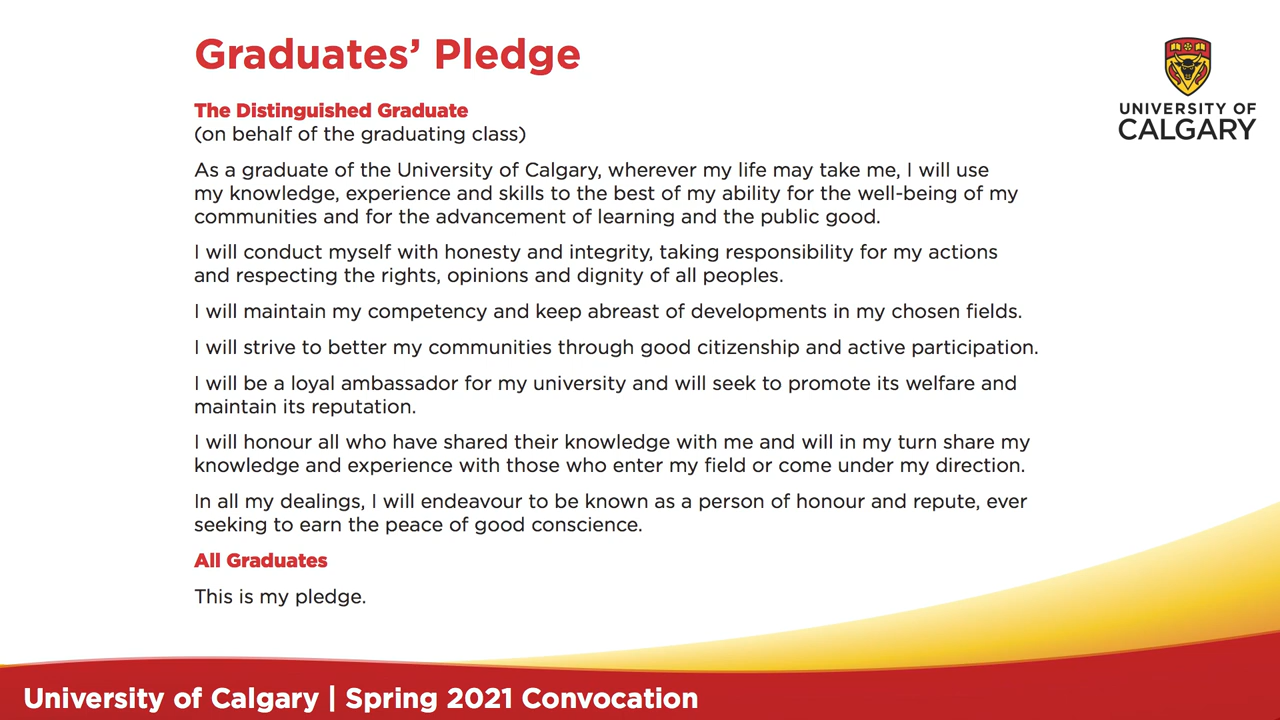 Graduates’ Pledge
UNIVERSITY OF
CALGARY
The Distinguished Graduate
(on behalf of the graduating class)
As a graduate of the University of Calgary, wherever my life may take me, I will use
my knowledge, experience and skills to the best of my ability for the well-being of my
communities and for the advancement of learning and the public good.
I will conduct myself with honesty and integrity, taking responsibility for my actions
and respecting the rights, opinions and dignity of all peoples.
I will maintain my competency and keep abreast of developments in my chosen fields.
I will strive to better my communities through good citizenship and active participation.
I will be a loyal ambassador for my university and will seek to promote its welfare and
maintain its reputation.
I will honour all who have shared their knowledge with me and will in my turn share my
knowledge and experience with those who enter my field or come under my direction.
In all my dealings, I will endeavour to be known as a person of honour and repute, ever
seeking to earn the peace of good conscience.
All Graduates
This is my pledge.
University of Calgary | Spring 2021 Convocation